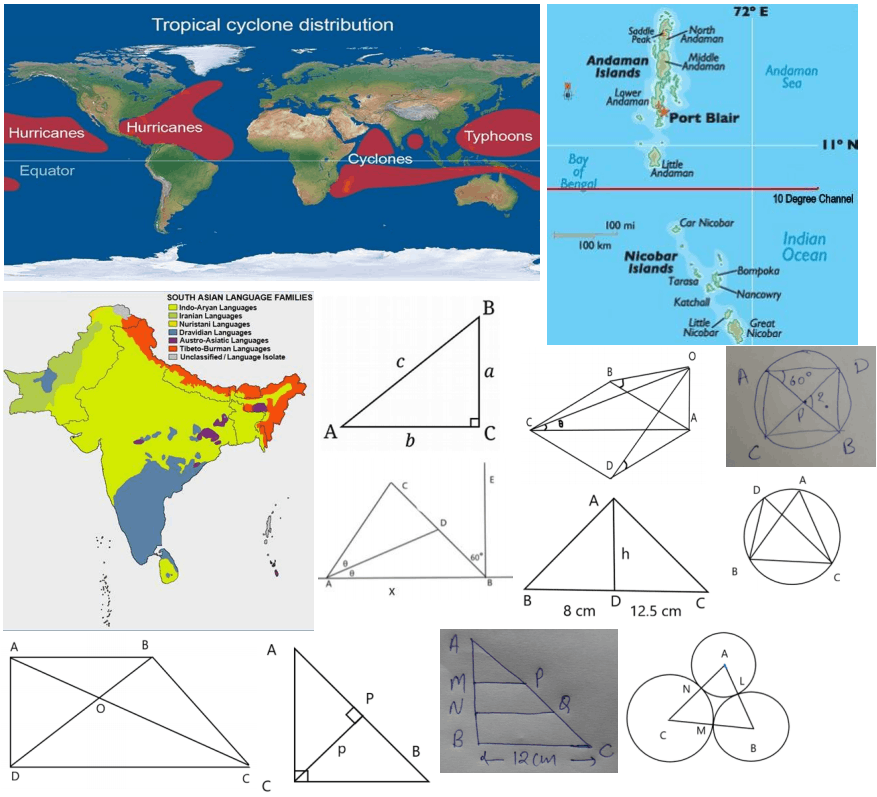 Tropical cyclone distribution
Hurricanes
Hurricanes
Typhoons
Cyclones
Equator
72° E
Saddle Peak
North Andaman
Andaman Islands
Middle Andaman
Andaman Sea
Lower Andaman
Port Blair
11° N
Bay of Bengal
Little Andaman
10 Degree Channel
100 mi
100 km
Car Nicobar
Indian Ocean
Nicobar Islands
Bompoka
Tarasa
Nancowry
Katchall
Little Nicobar
Great Nicobar
SOUTH ASIAN LANGUAGE FAMILIES
Indo-Aryan Languages
Iranian Languages
Nuristani Languages
Dravidian Languages
Austro-Asiatic Languages
Tibeto-Burman Languages
Unclassified / Language Isolate
B
c
a
A
b
C
O
B
C
θ
A
D
A
D
60°
P
?
C
B
C
E
D
θ
θ
60°
A
X
B
A
h
B
D
C
8 cm
12.5 cm
D
A
B
C
A
B
O
D
C
A
P
p
B
C
A
M
P
N
Q
B
C
12cm
A
N
L
C
M
B